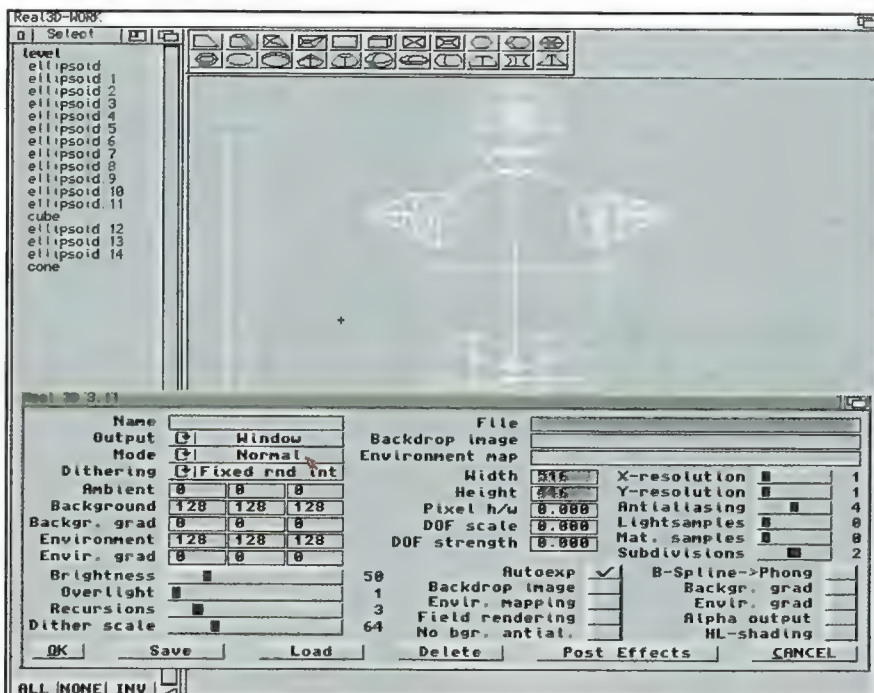 Real3D-WORK
Select
level
ellipsoid
ellipsoid 1
ellipsoid 2
ellipsoid 3
ellipsoid 4
ellipsoid 5
ellipsoid 6
ellipsoid 7
ellipsoid 8
ellipsoid.9
ellipsoid 10
ellipsoid.11
cube
ellipsoid 12
ellipsoid 13
ellipsoid 14
cone
Real 3D
Name
Output Window
Mode Normal
Dithering Fixed rnd int
Ambient 0 0 0
Background 128 128 128
Backgr. grad 0 0 0
Environment 128 128 128
Envir. grad 0 0 0
Brightness 50
Overlight 1
Recursions 3
Dither scale 64
File
Backdrop image
Environment map
Width
Height
Pixel h/w 0.000
DOF scale 0.000
DOF strength 0.000
X-resolution 1
Y-resolution 1
Antialiasing 4
Lightsamples 0
Mat. samples 0
Subdivisions 2
Autoexp
Backdrop image
Envir. mapping
Field rendering
No bgr. antial.
B-Spline->Phong
Backgr. grad
Envir. grad
Alpha output
HL-shading
OK Save Load Delete Post Effects CANCEL
ALL NONE INV